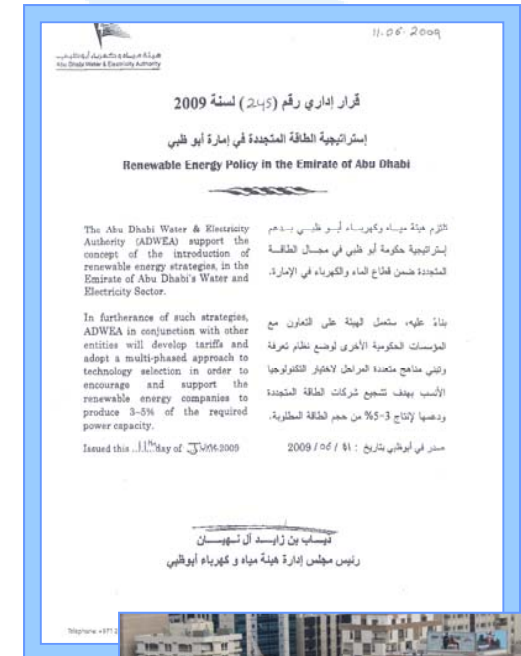 11.06.2009
هيئة مياه و كهرباء أبوظبي
Abu Dhabi Water & Electricity Authority
قرار إداري رقم (245) لسنة 2009
إستراتيجية الطاقة المتجددة في إمارة أبو ظبي
Renewable Energy Policy in the Emirate of Abu Dhabi
The Abu Dhabi Water & Electricity
Authority (ADWEA) support the
concept of the introduction of
renewable energy strategies, in the
Emirate of Abu Dhabi's Water and
Electricity Sector.
تلتزم هيئة مياه وكهرباء أبو ظبي بدعم
إستراتيجية حكومة أبو ظبي في مجال الطاقة
المتجددة ضمن قطاع الماء والكهرباء في الإمارة.
In furtherance of such strategies,
ADWEA in conjunction with other
entities will develop tariffs and
adopt a multi-phased approach to
technology selection in order to
encourage and support the
renewable energy companies to
produce 3-5% of the required
power capacity.
بناءً عليه، ستعمل الهيئة على التعاون مع
المؤسسات الحكومية الأخرى لوضع نظام تعرفة
وتبني مناهج متعددة المراحل لاختيار التكنولوجيا
الأنسب بهدف تشجيع شركات الطاقة المتجددة
ودعمها لإنتاج 3-5% من حجم الطاقة المطلوبة.
Issued this 11th day of June 2009
صدر في أبوظبي بتاريخ : 11 / 06 / 2009
ذيـاب بن زايـــد آل نـهيـــان
رئيس مجلس إدارة هيئة مياه و كهرباء أبوظبي
Telephone: +971 2